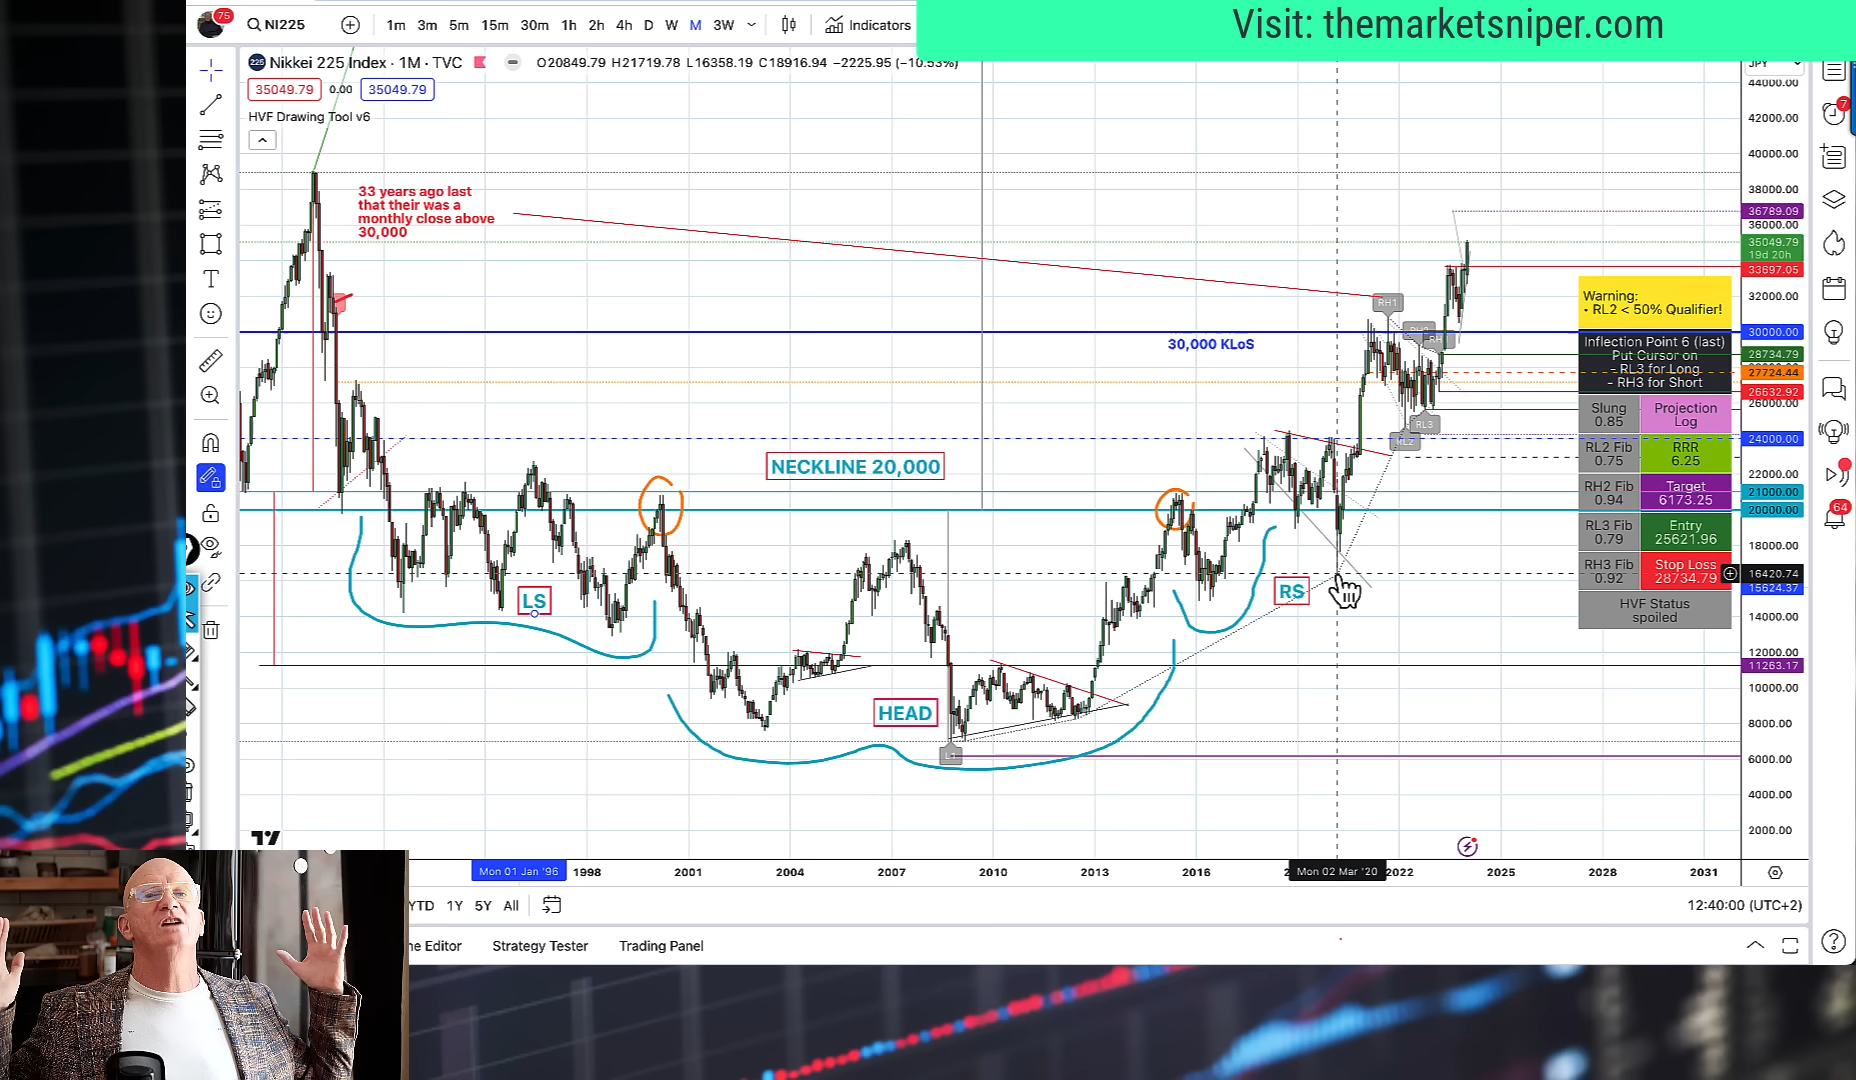 Visit: themarketsniper.com
75
NI225
1m 3m 5m 15m 30m 1h 2h 4h D W M 3W
Indicators
225 Nikkei 225 Index · 1M · TVC
O20849.79 H21719.78 L16358.19 C18916.94 −2225.95 (−10.53%)
JPY
35049.79 0.00 35049.79
HVF Drawing Tool v6
33 years ago last
that their was a
monthly close above
30,000
30,000 KLoS
NECKLINE 20,000
LS
HEAD
RS
RH1
RL3
44000.00
42000.00
40000.00
38000.00
36789.09
36000.00
35049.79
19d 20h
33697.05
32000.00
30000.00
28734.79
27724.44
26632.92
26000.00
24000.00
22000.00
21000.00
20000.00
18000.00
16420.74
15624.37
14000.00
12000.00
11263.17
10000.00
8000.00
6000.00
4000.00
2000.00
Warning:
• RL2 < 50% Qualifier!
Inflection Point 6 (last)
Put Cursor on
- RL3 for Long
- RH3 for Short
Slung
0.85
Projection
Log
RL2 Fib
0.75
RRR
6.25
RH2 Fib
0.94
Target
6173.25
RL3 Fib
0.79
Entry
25621.96
RH3 Fib
0.92
Stop Loss
28734.79
HVF Status
spoiled
7
64
Mon 01 Jan '96 1998 2001 2004 2007 2010 2013 2016 Mon 02 Mar '20 2022 2025 2028 2031
YTD 1Y 5Y All
12:40:00 (UTC+2)
ne Editor Strategy Tester Trading Panel